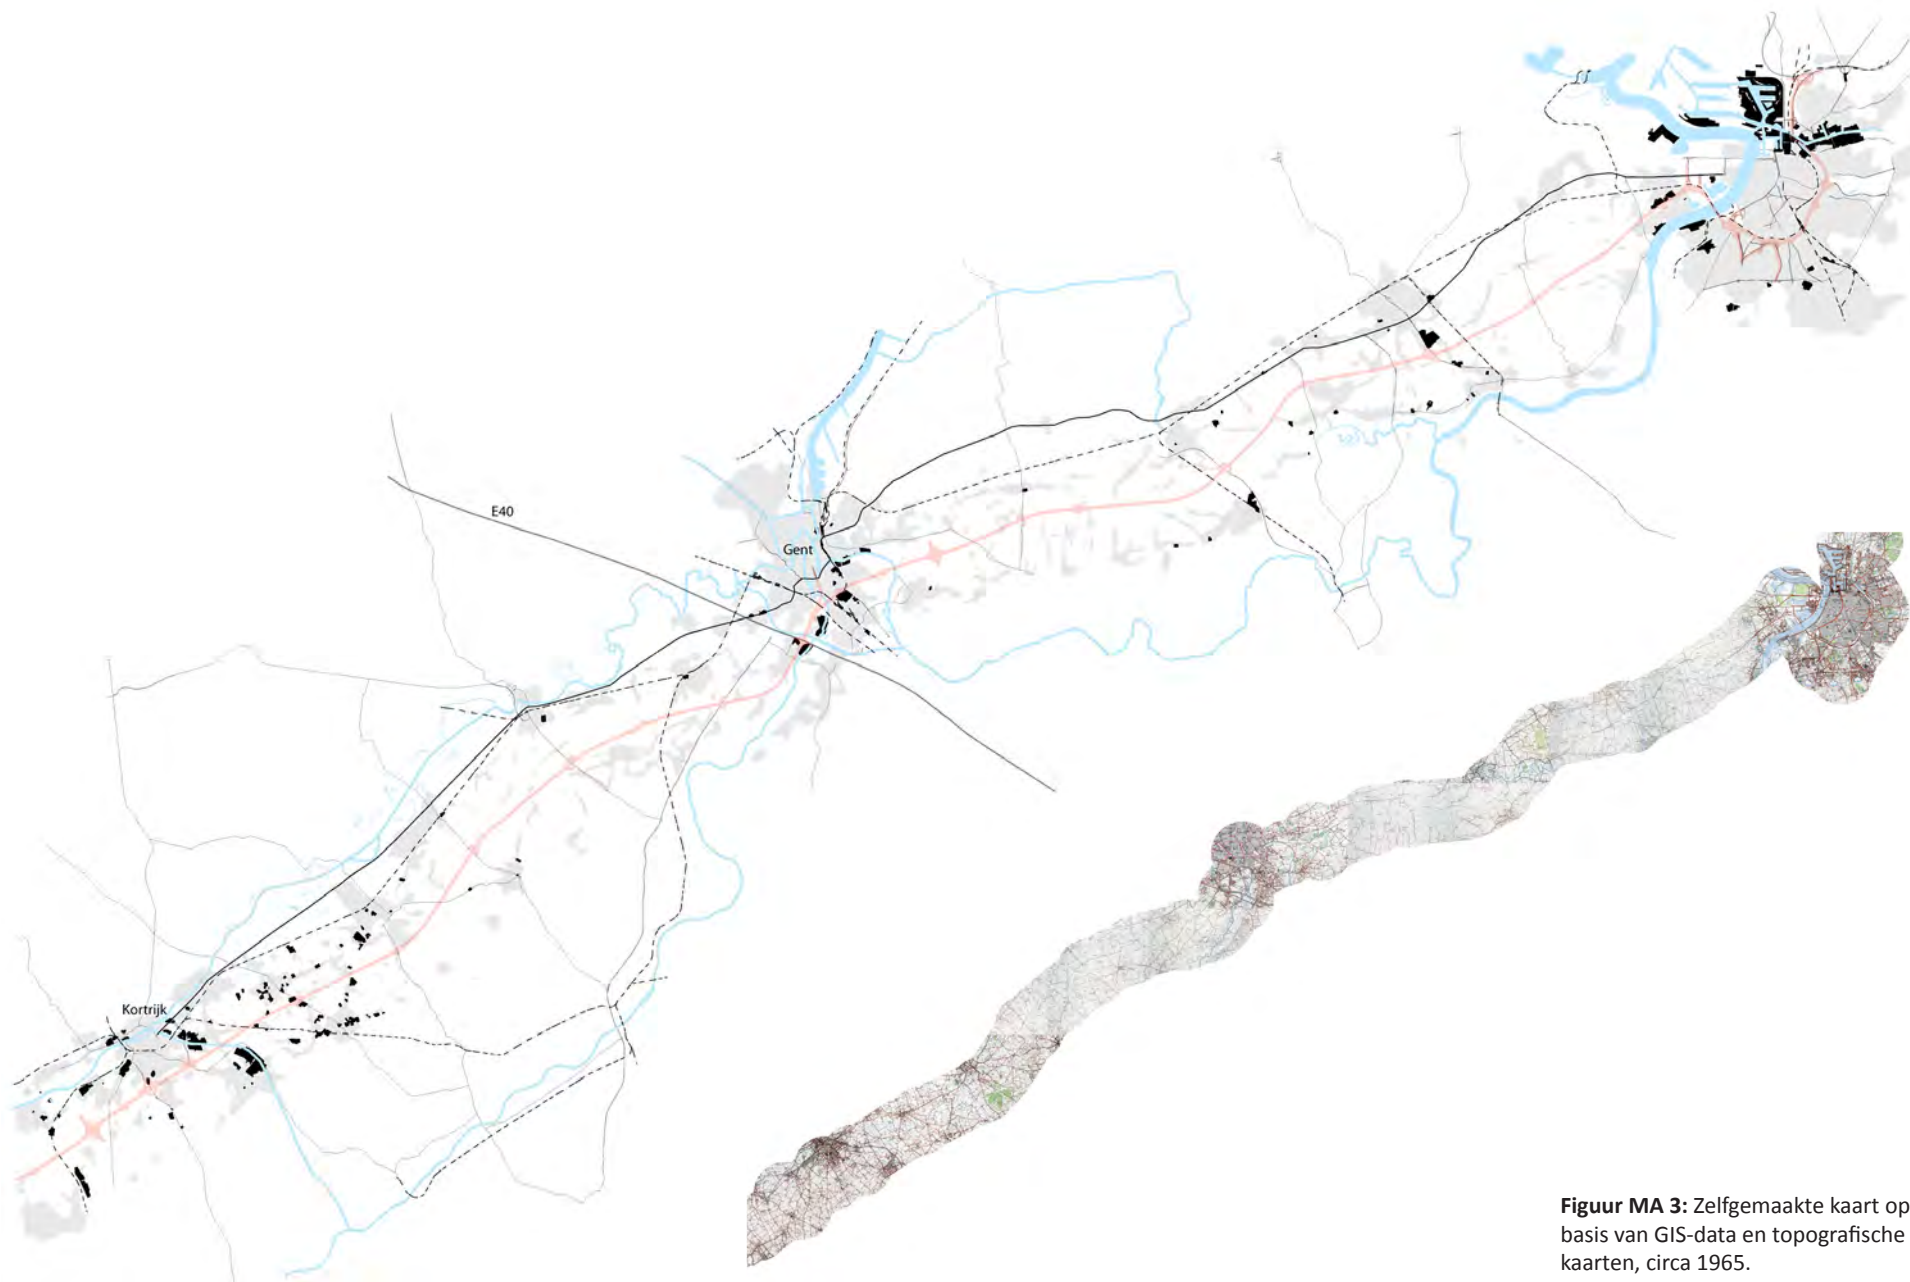 E40
Gent
Kortrijk
Figuur MA 3: Zelfgemaakte kaart op
basis van GIS-data en topografische
kaarten, circa 1965.